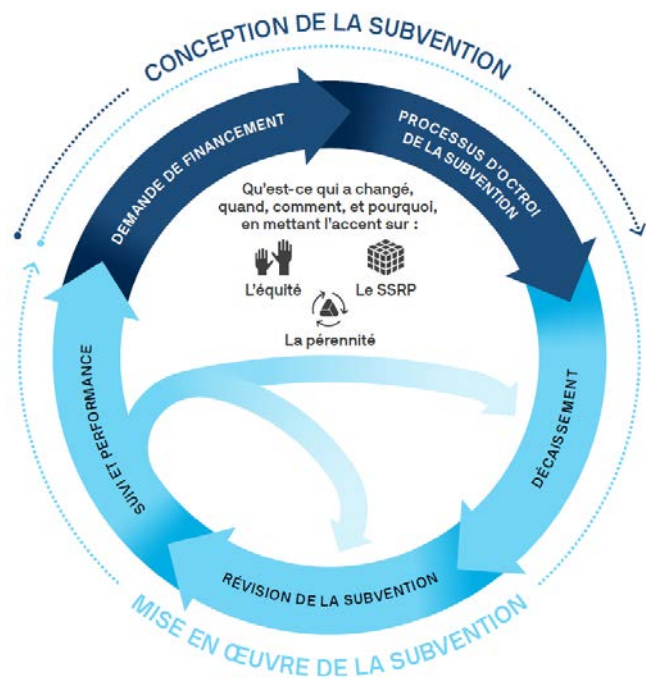 CONCEPTION DE LA SUBVENTION
DEMANDE DE FINANCEMENT
PROCESSUS D'OCTROI
DE LA SUBVENTION
Qu'est-ce qui a changé,
quand, comment, et pourquoi,
en mettant l'accent sur :
L'équité
Le SSRP
La pérennité
DÉCAISSEMENT
RÉVISION DE LA SUBVENTION
SUIVI ET PERFORMANCE
MISE EN ŒUVRE DE LA SUBVENTION